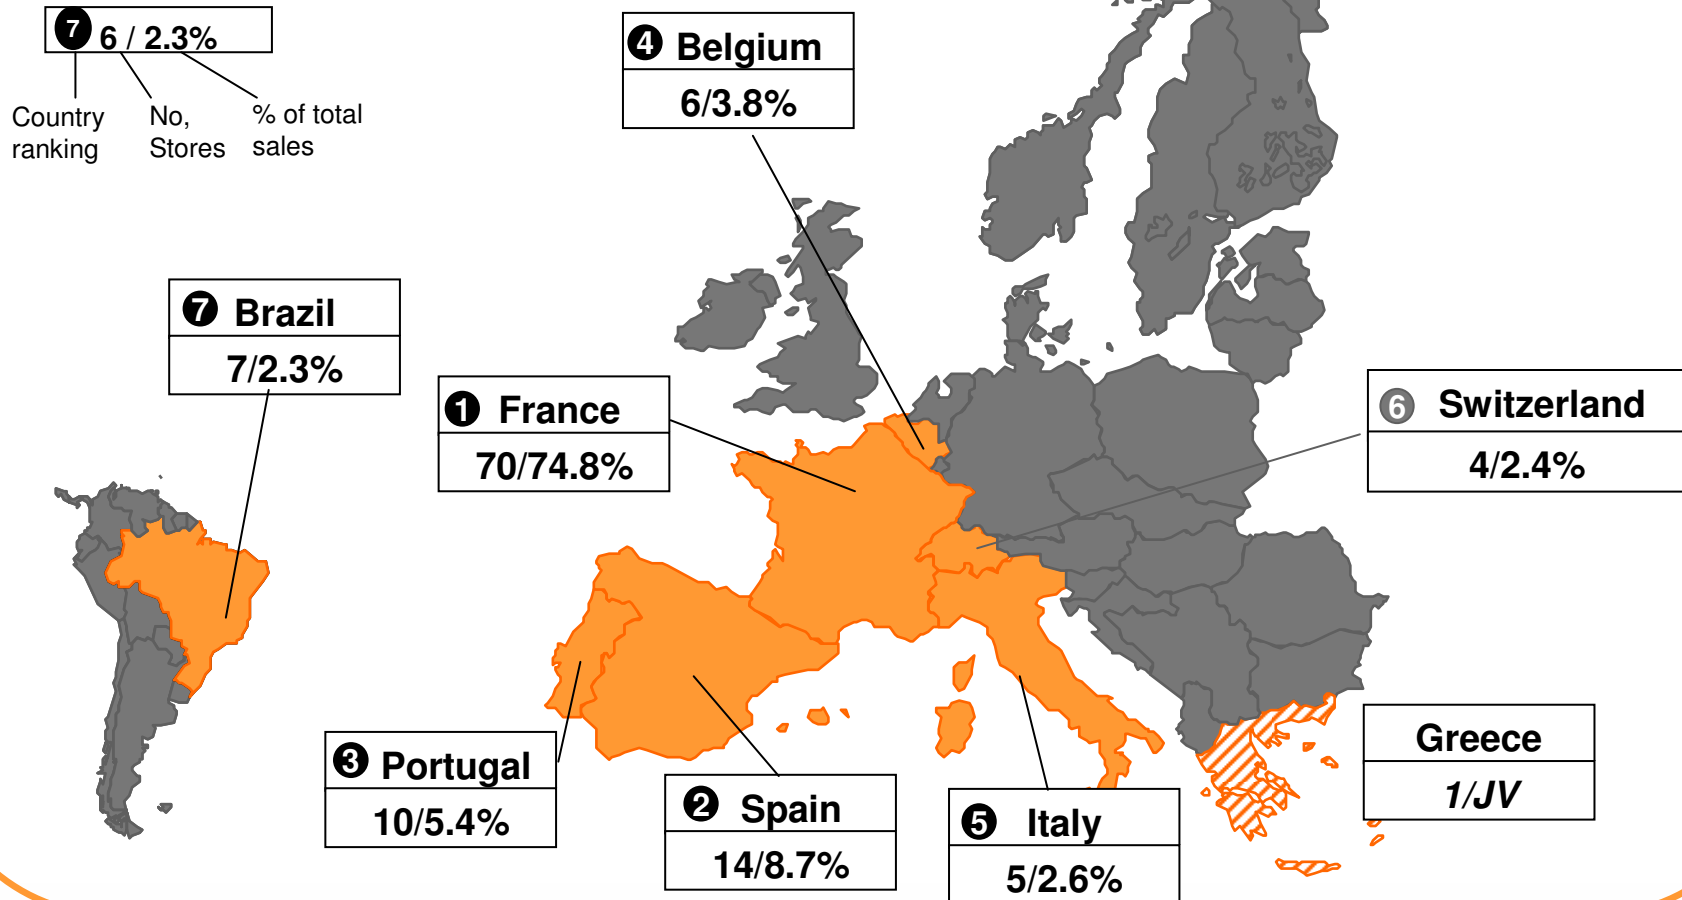 7 6 / 2.3%
Country ranking
No, Stores
% of total sales
4 Belgium
6/3.8%
7 Brazil
7/2.3%
1 France
70/74.8%
6 Switzerland
4/2.4%
3 Portugal
10/5.4%
2 Spain
14/8.7%
5 Italy
5/2.6%
Greece
1/JV